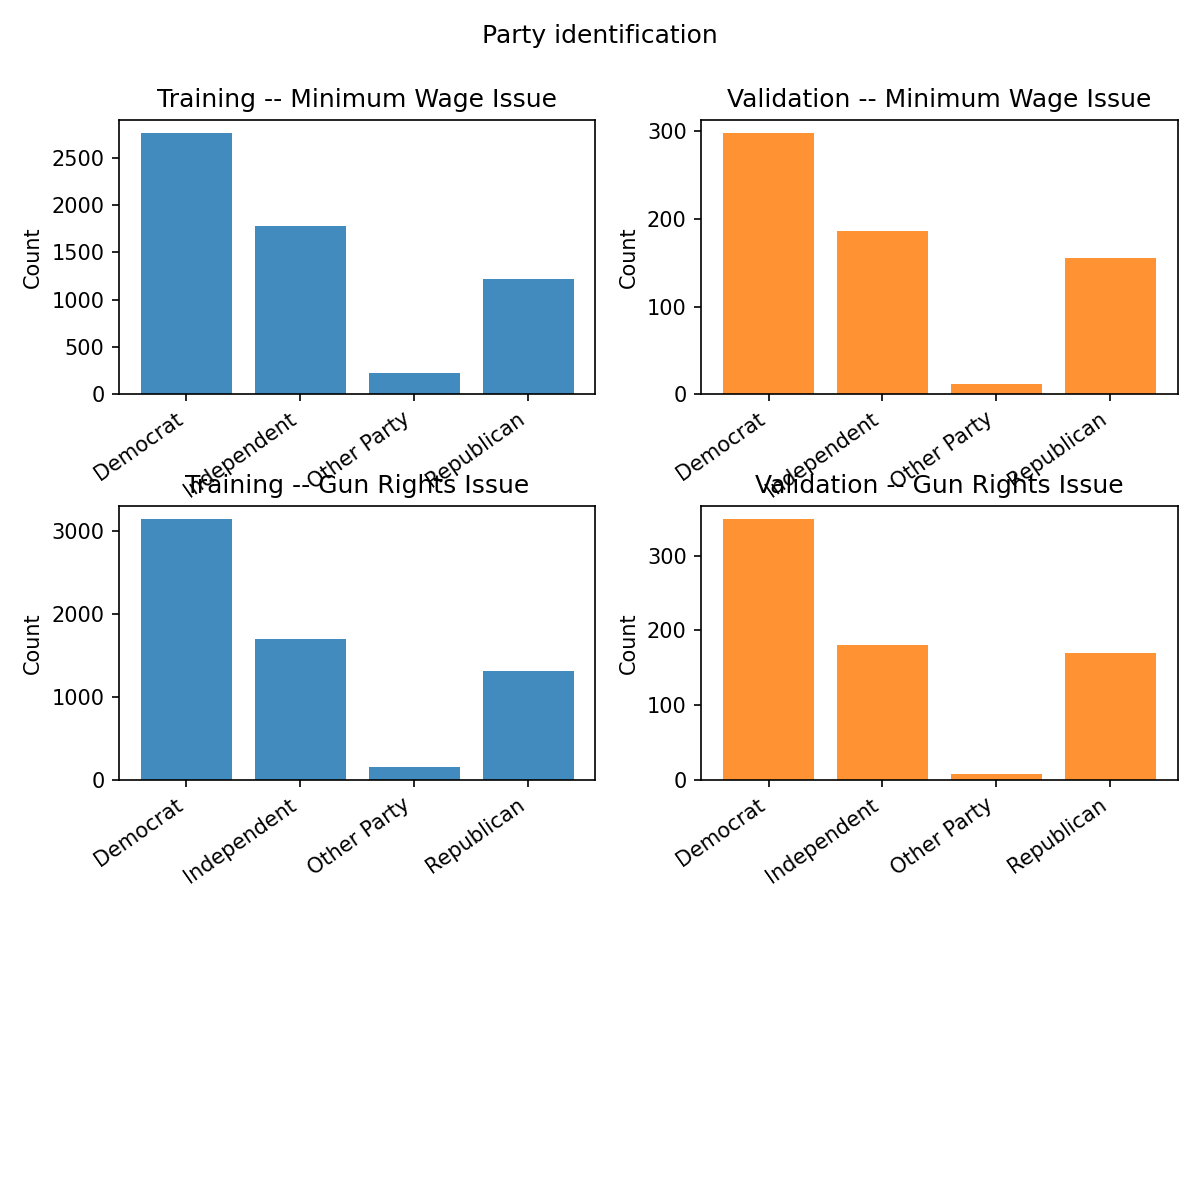 Party identification
Training -- Minimum Wage Issue
Count
2500
2000
1500
1000
500
0
Democrat
Independent
Other Party
Republican
Validation -- Minimum Wage Issue
Count
300
200
100
0
Democrat
Independent
Other Party
Republican
Training -- Gun Rights Issue
Count
3000
2000
1000
0
Democrat
Independent
Other Party
Republican
Validation -- Gun Rights Issue
Count
300
200
100
0
Democrat
Independent
Other Party
Republican